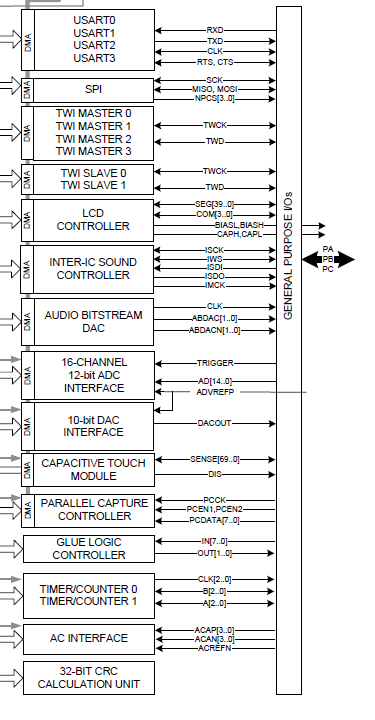 DMA
USART0
USART1
USART2
USART3
RXD
TXD
CLK
RTS, CTS
DMA
SPI
SCK
MISO, MOSI
NPCS[3..0]
DMA
TWI MASTER 0
TWI MASTER 1
TWI MASTER 2
TWI MASTER 3
TWCK
TWD
DMA
TWI SLAVE 0
TWI SLAVE 1
TWCK
TWD
DMA
LCD
CONTROLLER
SEG[39..0]
COM[3..0]
BIASL,BIASH
CAPH,CAPL
DMA
INTER-IC SOUND
CONTROLLER
ISCK
IWS
ISDI
ISDO
IMCK
DMA
AUDIO BITSTREAM
DAC
CLK
ABDAC[1..0]
ABDACN[1..0]
DMA
16-CHANNEL
12-bit ADC
INTERFACE
TRIGGER
AD[14..0]
ADVREFP
DMA
10-bit DAC
INTERFACE
DACOUT
DMA
CAPACITIVE TOUCH
MODULE
SENSE[69..0]
DIS
DMA
PARALLEL CAPTURE
CONTROLLER
PCCK
PCEN1,PCEN2
PCDATA[7..0]
GLUE LOGIC
CONTROLLER
IN[7..0]
OUT[1..0]
TIMER/COUNTER 0
TIMER/COUNTER 1
CLK[2..0]
B[2..0]
A[2..0]
AC INTERFACE
ACAP[3..0]
ACAN[3..0]
ACREFN
32-BIT CRC
CALCULATION UNIT
GENERAL PURPOSE I/Os
PA
PB
PC